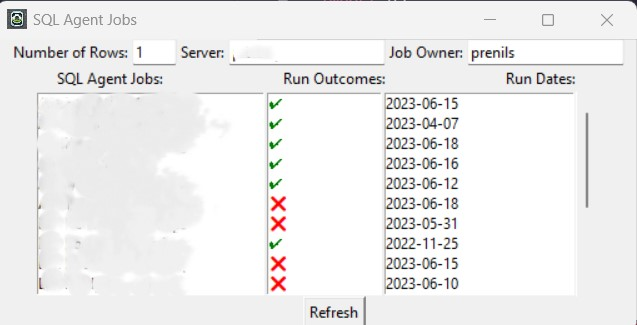 SQL Agent Jobs
Number of Rows: 1 Server: Job Owner: prenils
SQL Agent Jobs: Run Outcomes: Run Dates:
✓ 2023-06-15
✓ 2023-04-07
✓ 2023-06-18
✓ 2023-06-16
✓ 2023-06-12
❌ 2023-06-18
❌ 2023-05-31
✓ 2022-11-25
❌ 2023-06-15
❌ 2023-06-10
Refresh